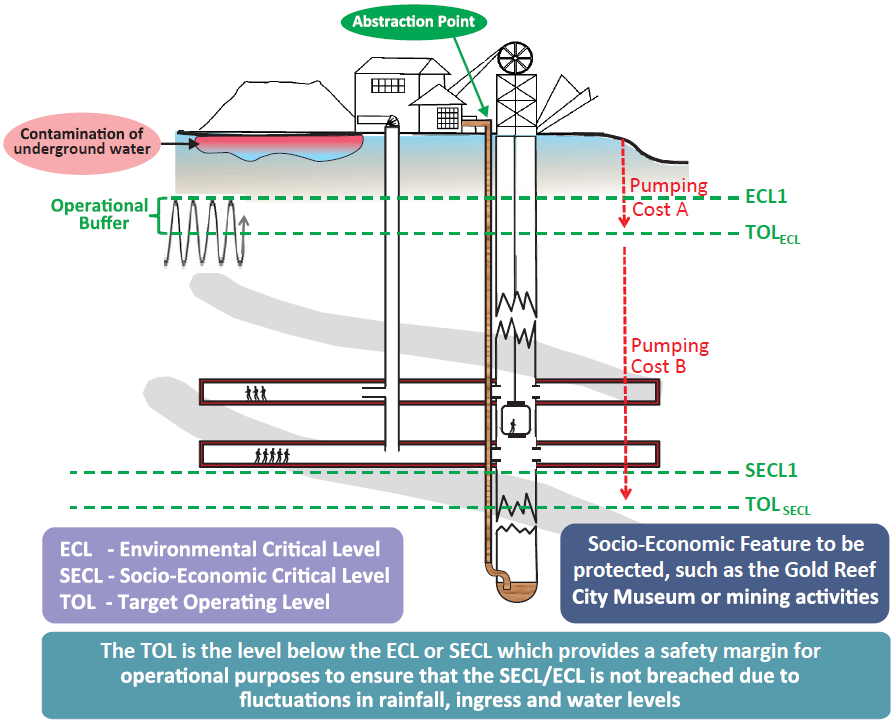 Abstraction Point
Contamination of
underground water
Operational
Buffer
Pumping
Cost A
ECL1
TOLECL
Pumping
Cost B
SECL1
TOLSECL
ECL - Environmental Critical Level
SECL - Socio-Economic Critical Level
TOL - Target Operating Level
Socio-Economic Feature to be
protected, such as the Gold Reef
City Museum or mining activities
The TOL is the level below the ECL or SECL which provides a safety margin for
operational purposes to ensure that the SECL/ECL is not breached due to
fluctuations in rainfall, ingress and water levels